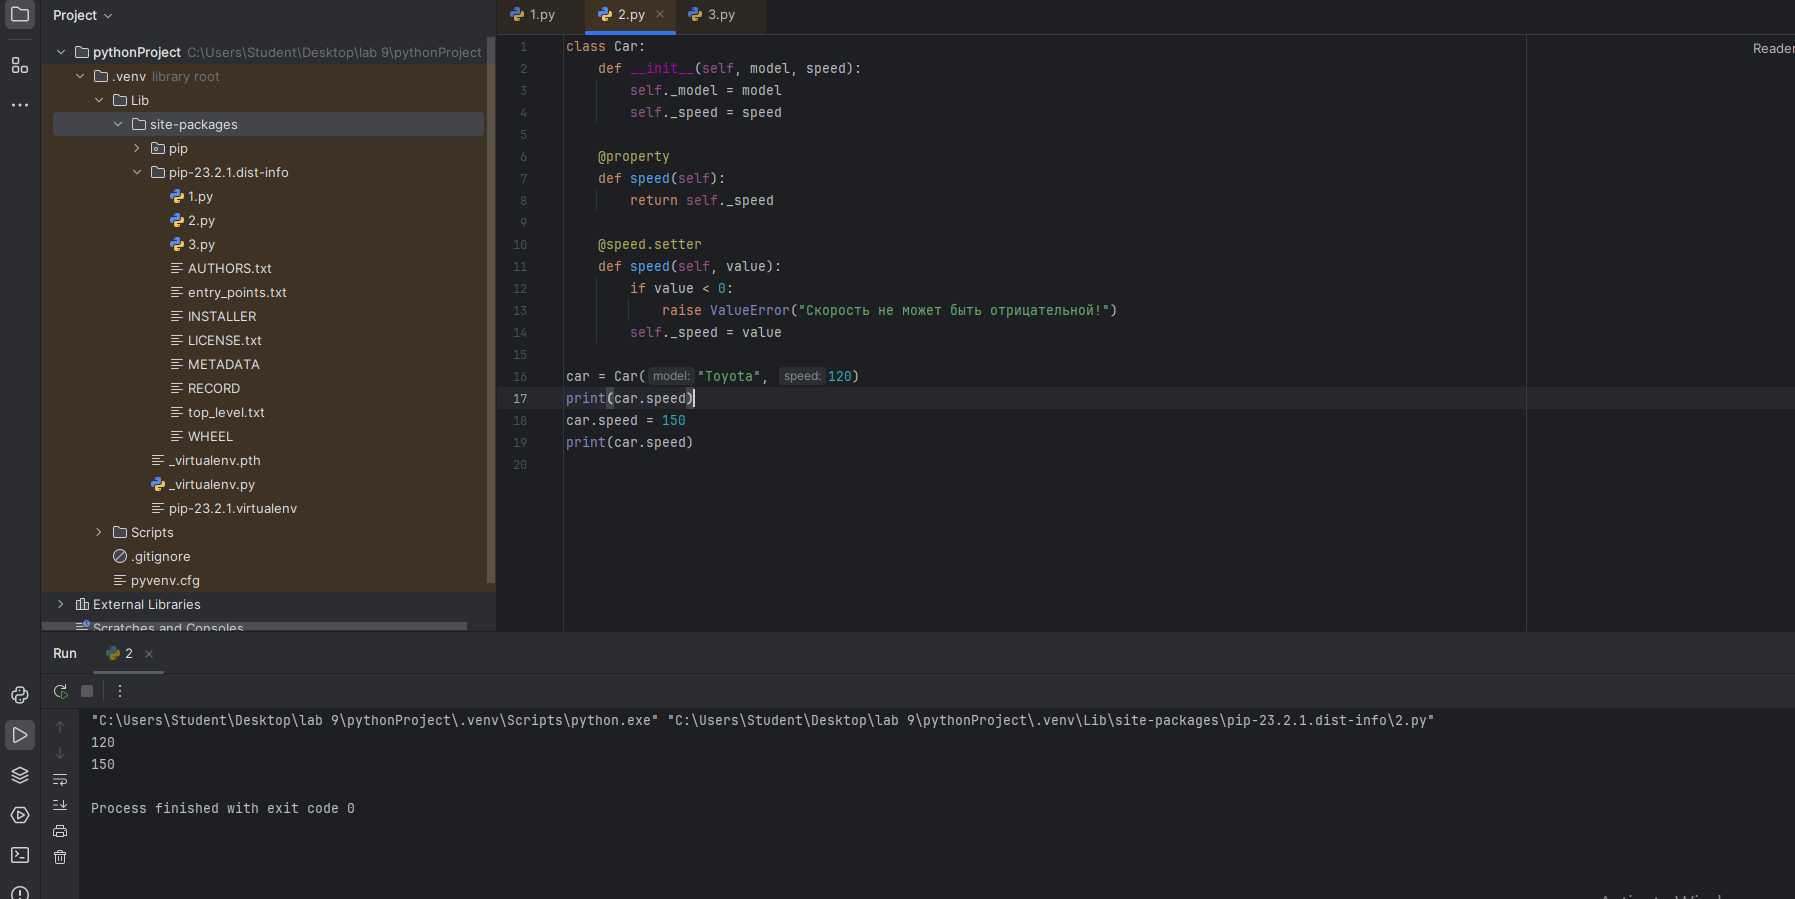 Project
pythonProject C:\Users\Student\Desktop\lab 9\pythonProject
.venv library root
Lib
site-packages
pip
pip-23.2.1.dist-info
1.py
2.py
3.py
AUTHORS.txt
entry_points.txt
INSTALLER
LICENSE.txt
METADATA
RECORD
top_level.txt
WHEEL
_virtualenv.pth
_virtualenv.py
pip-23.2.1.virtualenv
Scripts
.gitignore
pyvenv.cfg
External Libraries
Scratches and Consoles
1.py 2.py 3.py
Reader
1 class Car:
2     def __init__(self, model, speed):
3         self._model = model
4         self._speed = speed
5
6     @property
7     def speed(self):
8         return self._speed
9
10     @speed.setter
11     def speed(self, value):
12         if value < 0:
13             raise ValueError("Скорость не может быть отрицательной!")
14         self._speed = value
15
16 car = Car(model: "Toyota", speed: 120)
17 print(car.speed)
18 car.speed = 150
19 print(car.speed)
20
Run 2
"C:\Users\Student\Desktop\lab 9\pythonProject\.venv\Scripts\python.exe" "C:\Users\Student\Desktop\lab 9\pythonProject\.venv\Lib\site-packages\pip-23.2.1.dist-info\2.py"
120
150
Process finished with exit code 0